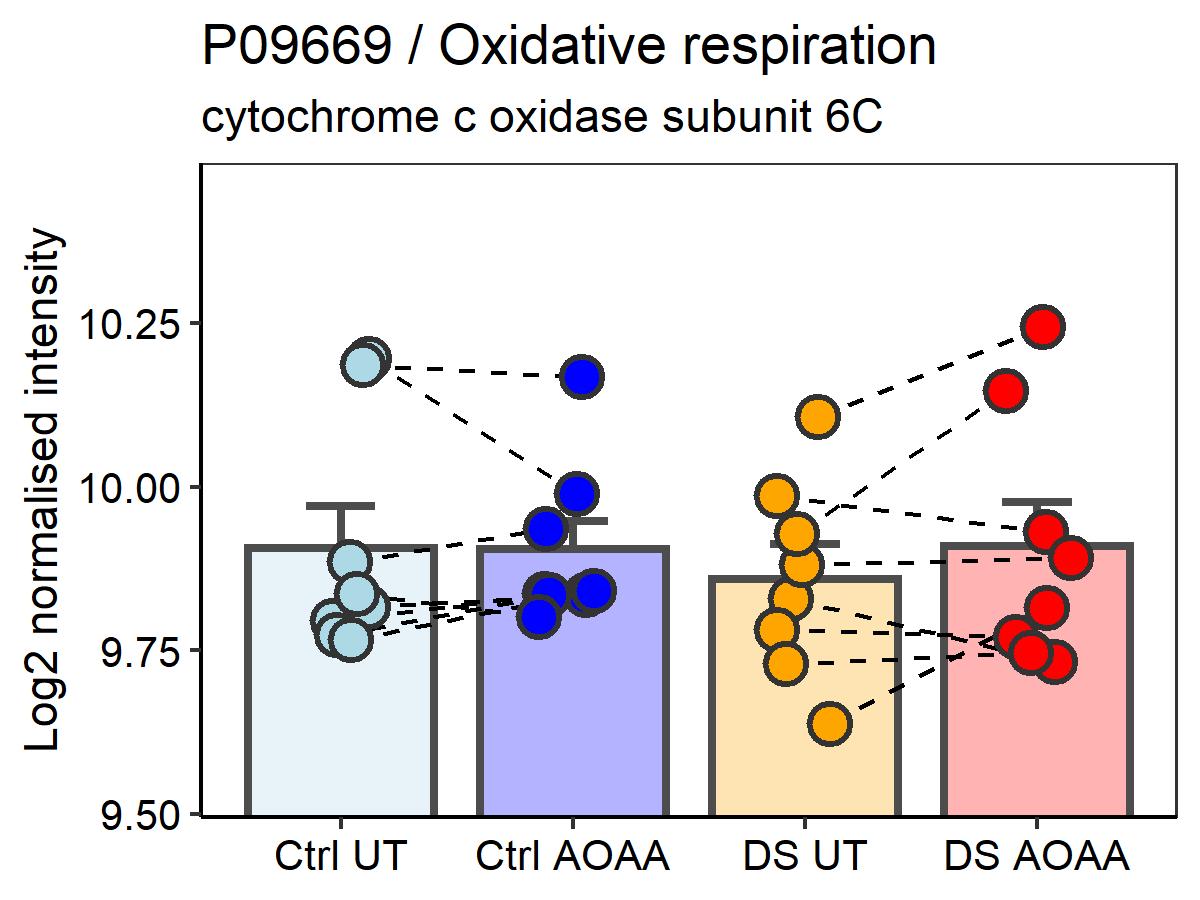 P09669 / Oxidative respiration
cytochrome c oxidase subunit 6C
Log2 normalised intensity
10.25
10.00
9.75
9.50
Ctrl UT
Ctrl AOAA
DS UT
DS AOAA